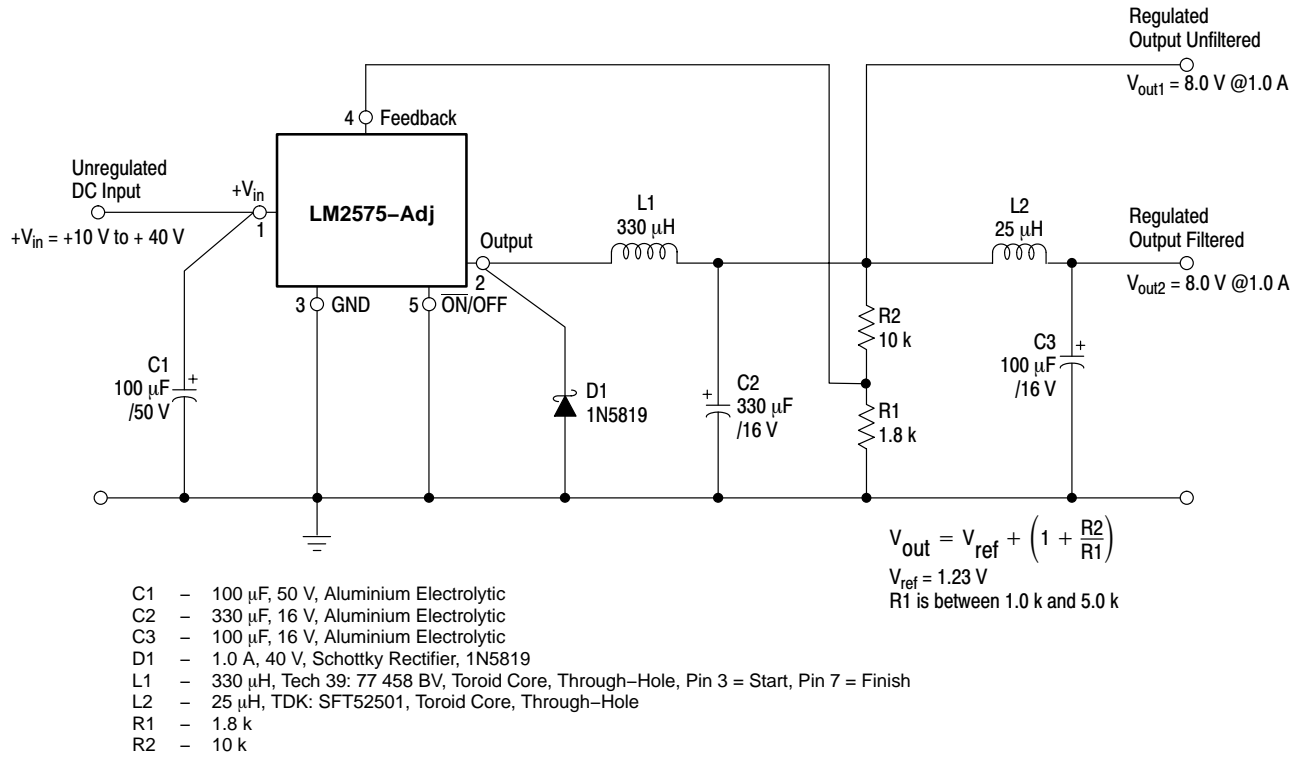 Regulated
Output Unfiltered
Vout1 = 8.0 V @1.0 A
4 Feedback
Unregulated
DC Input
+Vin = +10 V to + 40 V
+Vin
1
LM2575–Adj
Output
2
3 GND
5 ON/OFF
L1
330 μH
L2
25 μH
Regulated
Output Filtered
Vout2 = 8.0 V @1.0 A
C1
100 μF
/50 V
+
D1
1N5819
+
C2
330 μF
/16 V
R2
10 k
R1
1.8 k
C3
100 μF
/16 V
+
Vout = Vref + (1 + R2/R1)
Vref = 1.23 V
R1 is between 1.0 k and 5.0 k
C1 – 100 μF, 50 V, Aluminium Electrolytic
C2 – 330 μF, 16 V, Aluminium Electrolytic
C3 – 100 μF, 16 V, Aluminium Electrolytic
D1 – 1.0 A, 40 V, Schottky Rectifier, 1N5819
L1 – 330 μH, Tech 39: 77 458 BV, Toroid Core, Through–Hole, Pin 3 = Start, Pin 7 = Finish
L2 – 25 μH, TDK: SFT52501, Toroid Core, Through–Hole
R1 – 1.8 k
R2 – 10 k